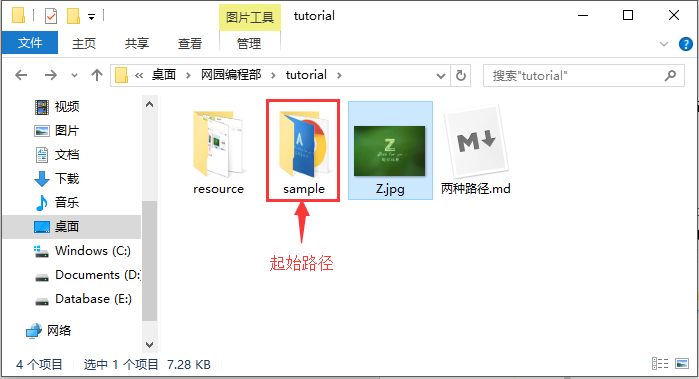 图片工具
tutorial
文件
主页
共享
查看
管理
« 桌面 › 网园编程部 › tutorial ›
搜索"tutorial"
视频
图片
文档
下载
音乐
桌面
Windows (C:)
Documents (D:
Database (E:)
网络
resource
sample
Z.jpg
两种路径.md
起始路径
4 个项目
选中 1 个项目 7.28 KB